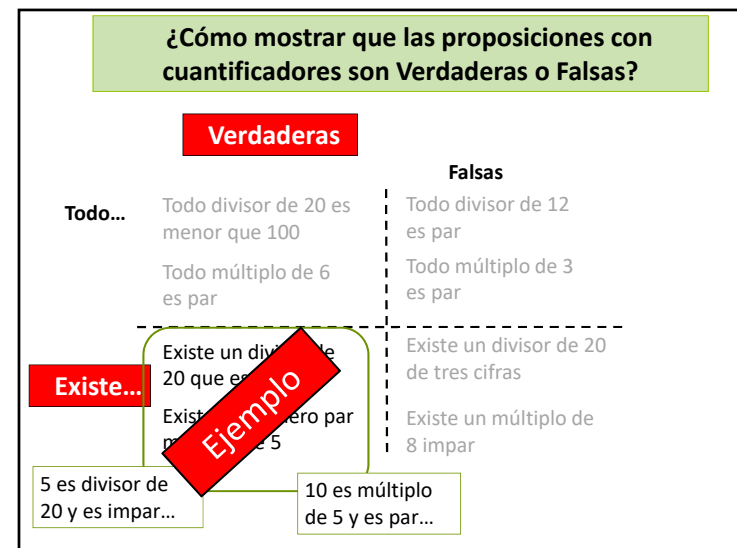 ¿Cómo mostrar que las proposiciones con
cuantificadores son Verdaderas o Falsas?
Verdaderas
Falsas
Todo...
Todo divisor de 20 es
menor que 100
Todo múltiplo de 6
es par
Todo divisor de 12
es par
Todo múltiplo de 3
es par
Existe...
Existe un
20 que
par
5
Ejemplo
Existe un divisor de 20
de tres cifras
Existe un múltiplo de
8 impar
5 es divisor de
20 y es impar...
10 es múltiplo
de 5 y es par...